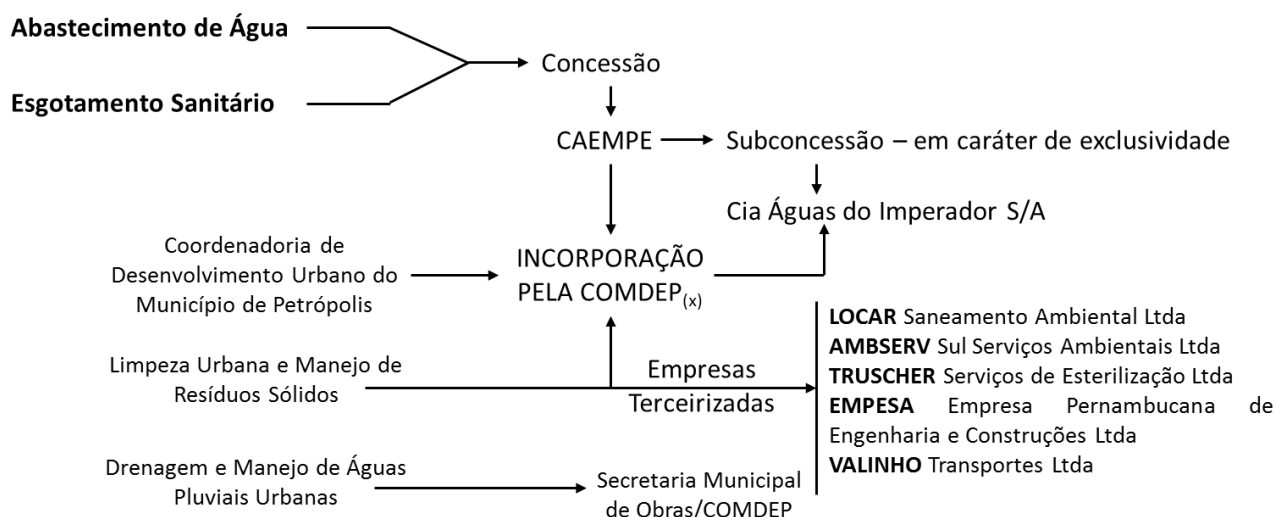 Abastecimento de Água
Esgotamento Sanitário
Concessão
CAEMPE
Subconcessão – em caráter de exclusividade
Cia Águas do Imperador S/A
Coordenadoria de
Desenvolvimento Urbano do
Município de Petrópolis
INCORPORAÇÃO
PELA COMDEP(x)
Limpeza Urbana e Manejo de
Resíduos Sólidos
Empresas
Terceirizadas
LOCAR Saneamento Ambiental Ltda
AMBSERV Sul Serviços Ambientais Ltda
TRUSCHER Serviços de Esterilização Ltda
EMPESA Empresa Pernambucana de
Engenharia e Construções Ltda
VALINHO Transportes Ltda
Drenagem e Manejo de Águas
Pluviais Urbanas
Secretaria Municipal
de Obras/COMDEP